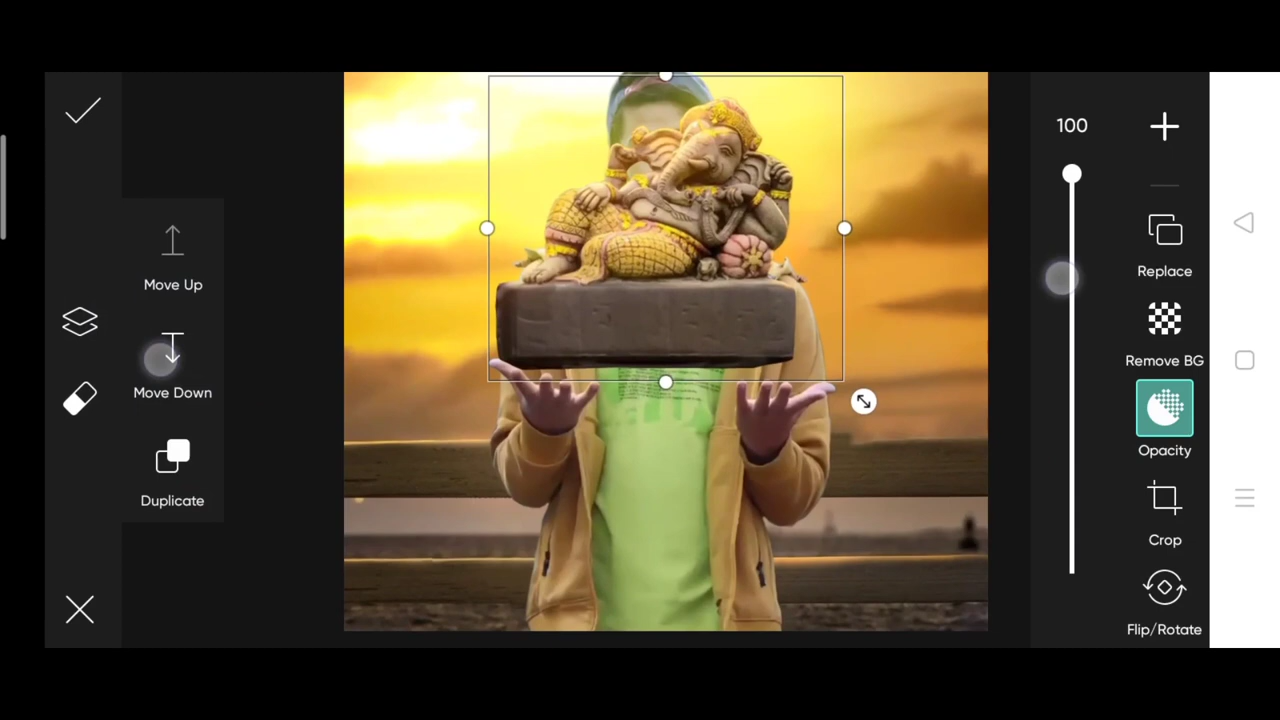 100
Move Up
Replace
Move Down
Remove BG
Opacity
Duplicate
Crop
Flip/Rotate